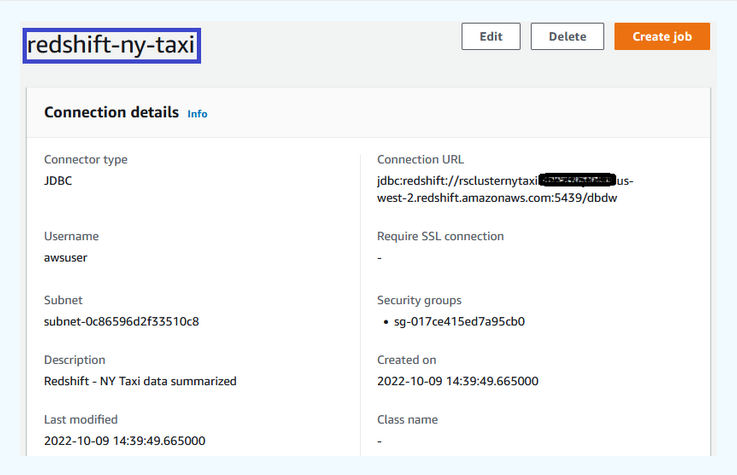 redshift-ny-taxi
Edit
Delete
Create job
Connection details Info
Connector type
JDBC
Connection URL
jdbc:redshift://rsclusternytaxi us-
west-2.redshift.amazonaws.com:5439/dbdw
Username
awsuser
Require SSL connection
-
Subnet
subnet-0c86596d2f33510c8
Security groups
• sg-017ce415ed7a95cb0
Description
Redshift - NY Taxi data summarized
Created on
2022-10-09 14:39:49.665000
Last modified
2022-10-09 14:39:49.665000
Class name
-